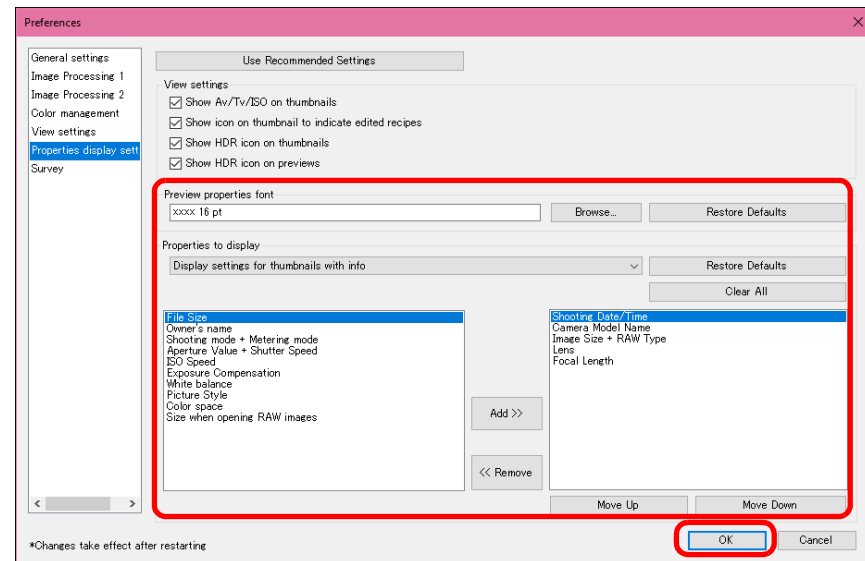 Preferences
General settings
Image Processing 1
Image Processing 2
Color management
View settings
Properties display sett
Survey
Use Recommended Settings
View settings
Show Av/Tv/ISO on thumbnails
Show icon on thumbnail to indicate edited recipes
Show HDR icon on thumbnails
Show HDR icon on previews
Preview properties font
xxxx 16 pt
Browse...
Restore Defaults
Properties to display
Display settings for thumbnails with info
Restore Defaults
Clear All
File Size
Owner's name
Shooting mode + Metering mode
Aperture Value + Shutter Speed
ISO Speed
Exposure Compensation
White balance
Picture Style
Color space
Size when opening RAW images
Add >>
<< Remove
Shooting Date/Time
Camera Model Name
Image Size + RAW Type
Lens
Focal Length
Move Up
Move Down
*Changes take effect after restarting
OK
Cancel